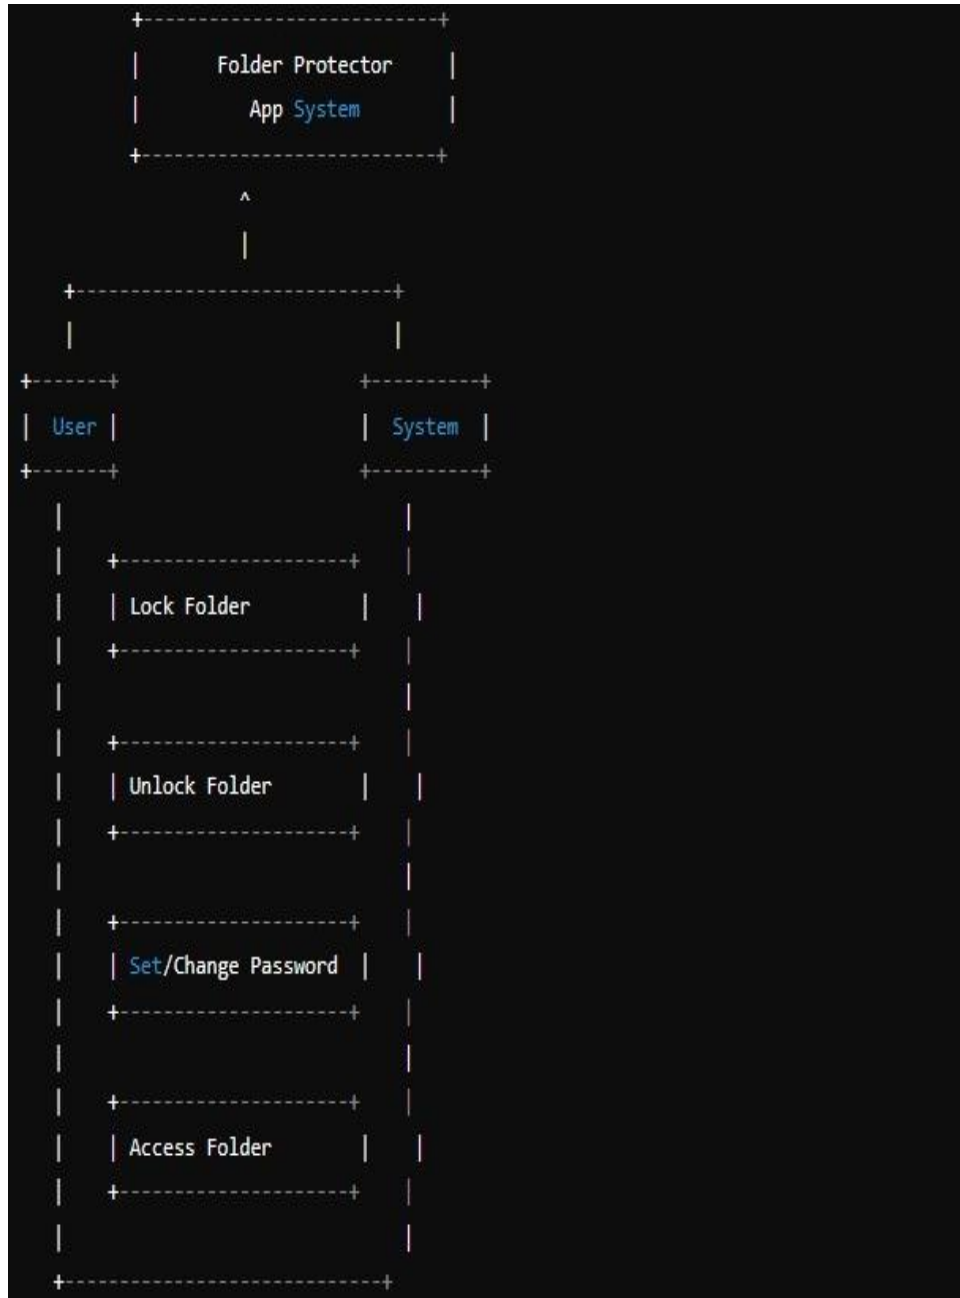 Folder Protector
App System
User System
Lock Folder
Unlock Folder
Set/Change Password
Access Folder